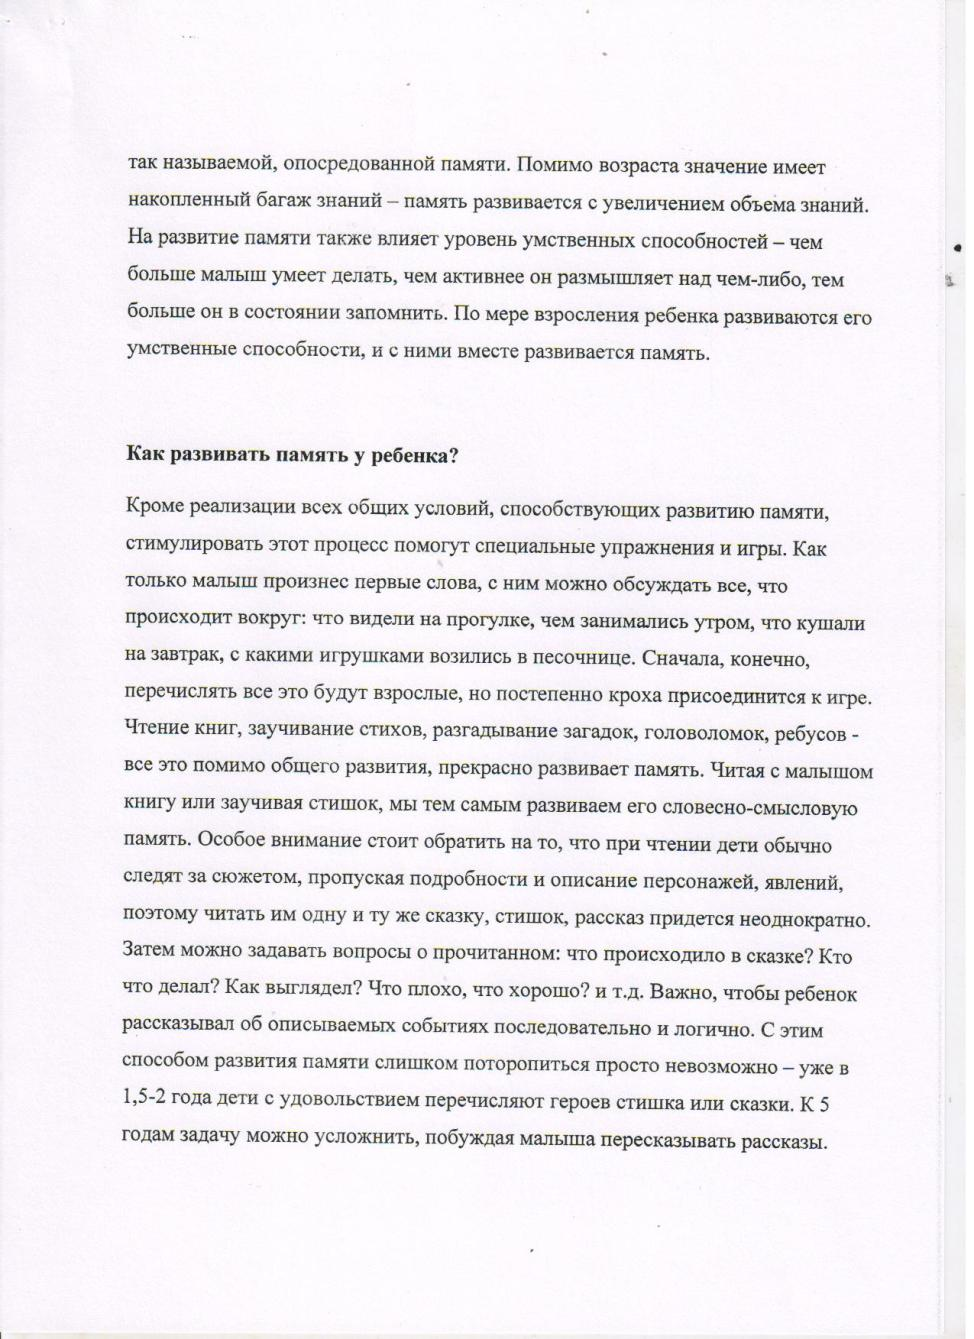 так называемой, опосредованной памяти. Помимо возраста значение имеет
накопленный багаж знаний – память развивается с увеличением объема знаний.
На развитие памяти также влияет уровень умственных способностей – чем
больше малыш умеет делать, чем активнее он размышляет над чем-либо, тем
больше он в состоянии запомнить. По мере взросления ребенка развиваются его
умственные способности, и с ними вместе развивается память.
Как развивать память у ребенка?
Кроме реализации всех общих условий, способствующих развитию памяти,
стимулировать этот процесс помогут специальные упражнения и игры. Как
только малыш произнес первые слова, с ним можно обсуждать все, что
происходит вокруг: что видели на прогулке, чем занимались утром, что кушали
на завтрак, с какими игрушками возились в песочнице. Сначала, конечно,
перечислять все это будут взрослые, но постепенно кроха присоединится к игре.
Чтение книг, заучивание стихов, разгадывание загадок, головоломок, ребусов -
все это помимо общего развития, прекрасно развивает память. Читая с малышом
книгу или заучивая стишок, мы тем самым развиваем его словесно-смысловую
память. Особое внимание стоит обратить на то, что при чтении дети обычно
следят за сюжетом, пропуская подробности и описание персонажей, явлений,
поэтому читать им одну и ту же сказку, стишок, рассказ придется неоднократно.
Затем можно задавать вопросы о прочитанном: что происходило в сказке? Кто
что делал? Как выглядел? Что плохо, что хорошо? и т.д. Важно, чтобы ребенок
рассказывал об описываемых событиях последовательно и логично. С этим
способом развития памяти слишком поторопиться просто невозможно – уже в
1,5-2 года дети с удовольствием перечисляют героев стишка или сказки. К 5
годам задачу можно усложнить, побуждая малыша пересказывать рассказы.